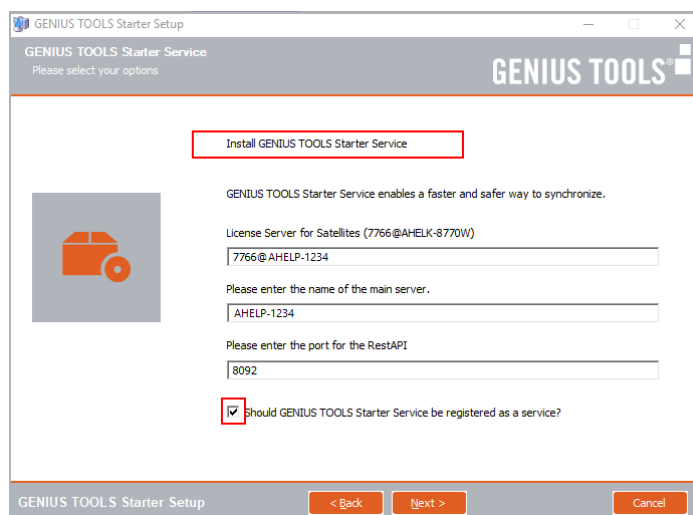 GENIUS TOOLS Starter Setup
GENIUS TOOLS Starter Service
Please select your options
GENIUS TOOLS®
Install GENIUS TOOLS Starter Service
GENIUS TOOLS Starter Service enables a faster and safer way to synchronize.
License Server for Satellites (7766@AHELK-8770W)
7766@AHELP-1234
Please enter the name of the main server.
AHELP-1234
Please enter the port for the RestAPI
8092
Should GENIUS TOOLS Starter Service be registered as a service?
GENIUS TOOLS Starter Setup
< Back
Next >
Cancel